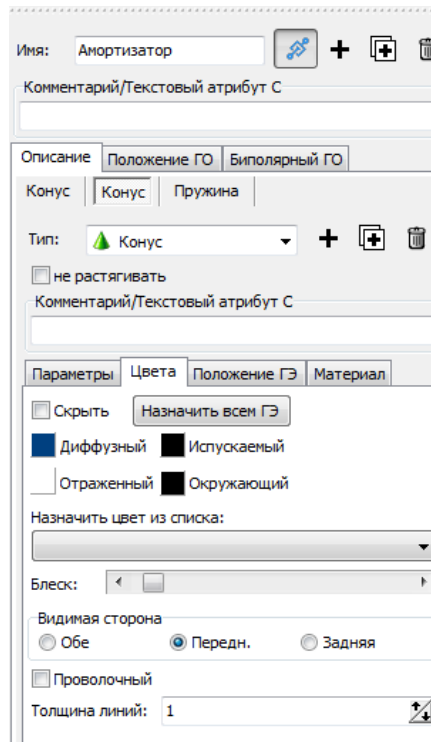 Имя: Амортизатор
Комментарий/Текстовый атрибут C
Описание Положение ГО Биполярный ГО
Конус Конус Пружина
Тип: Конус
не растягивать
Комментарий/Текстовый атрибут C
Параметры Цвета Положение ГЭ Материал
Скрыть Назначить всем ГЭ
Диффузный Испускаемый
Отраженный Окружающий
Назначить цвет из списка:
Блеск:
Видимая сторона
Обе Передн. Задняя
Проволочный
Толщина линий: 1